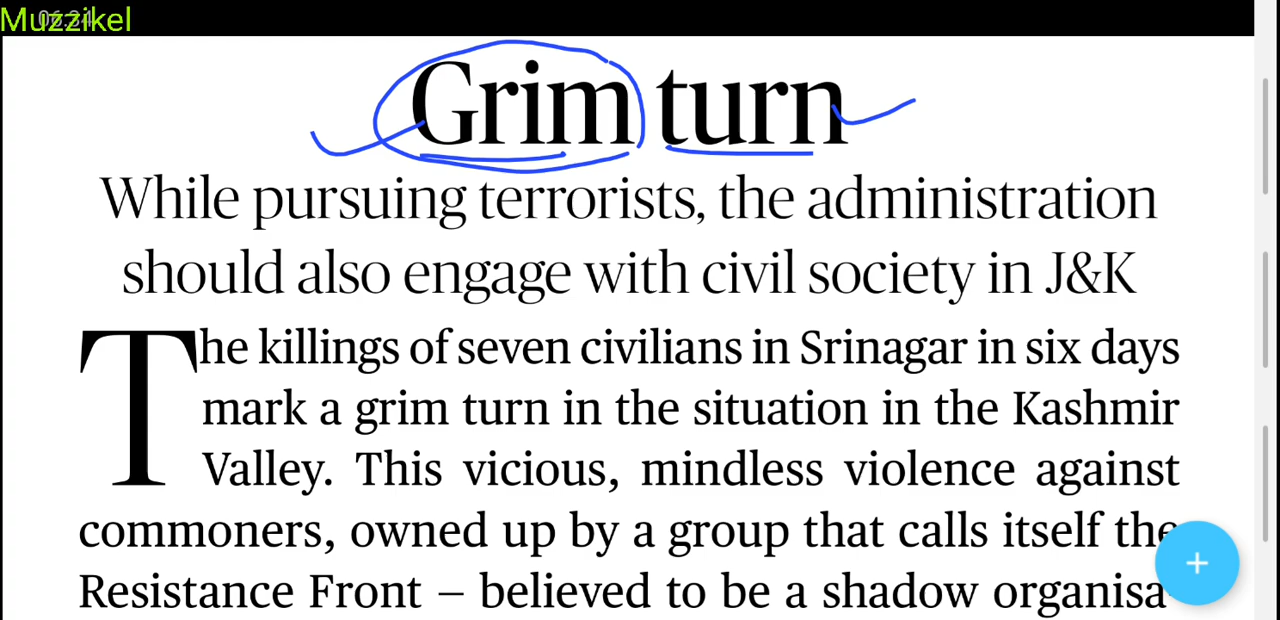 Muzzikel
Grim turn
While pursuing terrorists, the administration
should also engage with civil society in J&K
The killings of seven civilians in Srinagar in six days
mark a grim turn in the situation in the Kashmir
Valley. This vicious, mindless violence against
commoners, owned up by a group that calls itself the
Resistance Front – believed to be a shadow organisa-